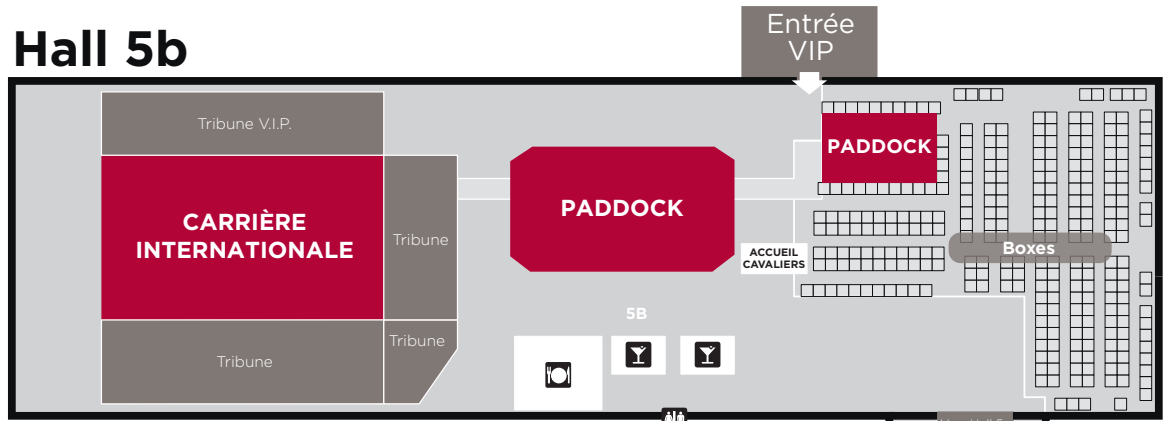 Hall 5b
Entrée
VIP
Tribune V.I.P.
PADDOCK
CARRIÈRE
INTERNATIONALE
PADDOCK
Tribune
ACCUEIL
CAVALIERS
Boxes
5B
Tribune
Tribune